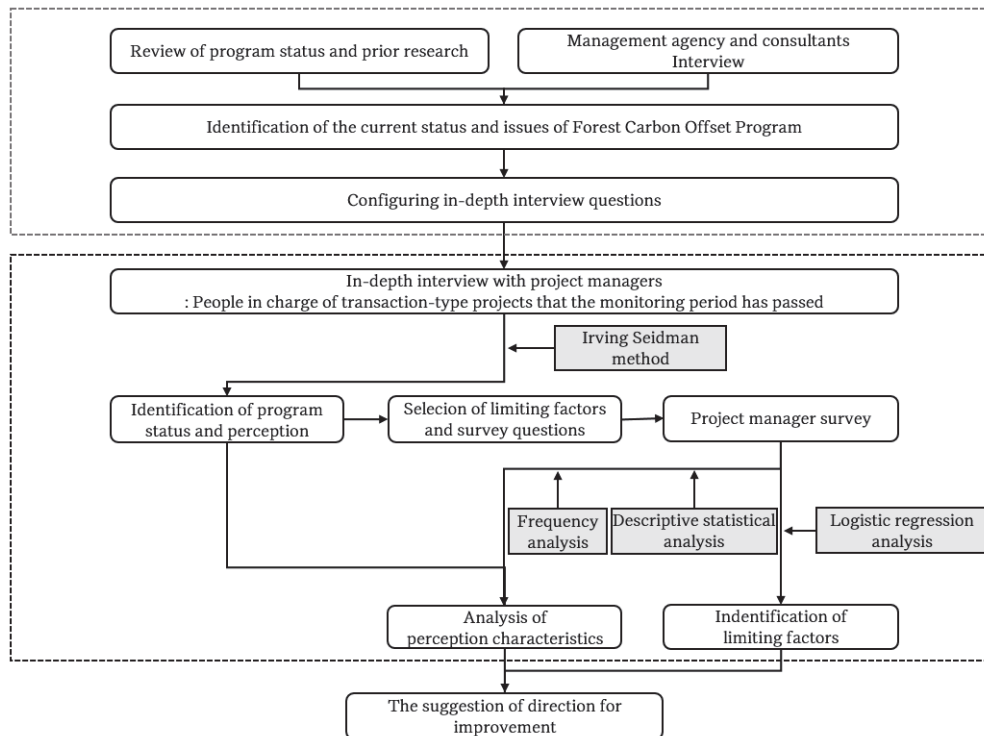 Review of program status and prior research
Management agency and consultants
Interview
Identification of the current status and issues of Forest Carbon Offset Program
Configuring in-depth interview questions
In-depth interview with project managers
: People in charge of transaction-type projects that the monitoring period has passed
Irving Seidman
method
Identification of program
status and perception
Selecion of limiting factors
and survey questions
Project manager survey
Frequency
analysis
Descriptive statistical
analysis
Logistic regression
analysis
Analysis of
perception characteristics
Indentification of
limiting factors
The suggestion of direction for
improvement